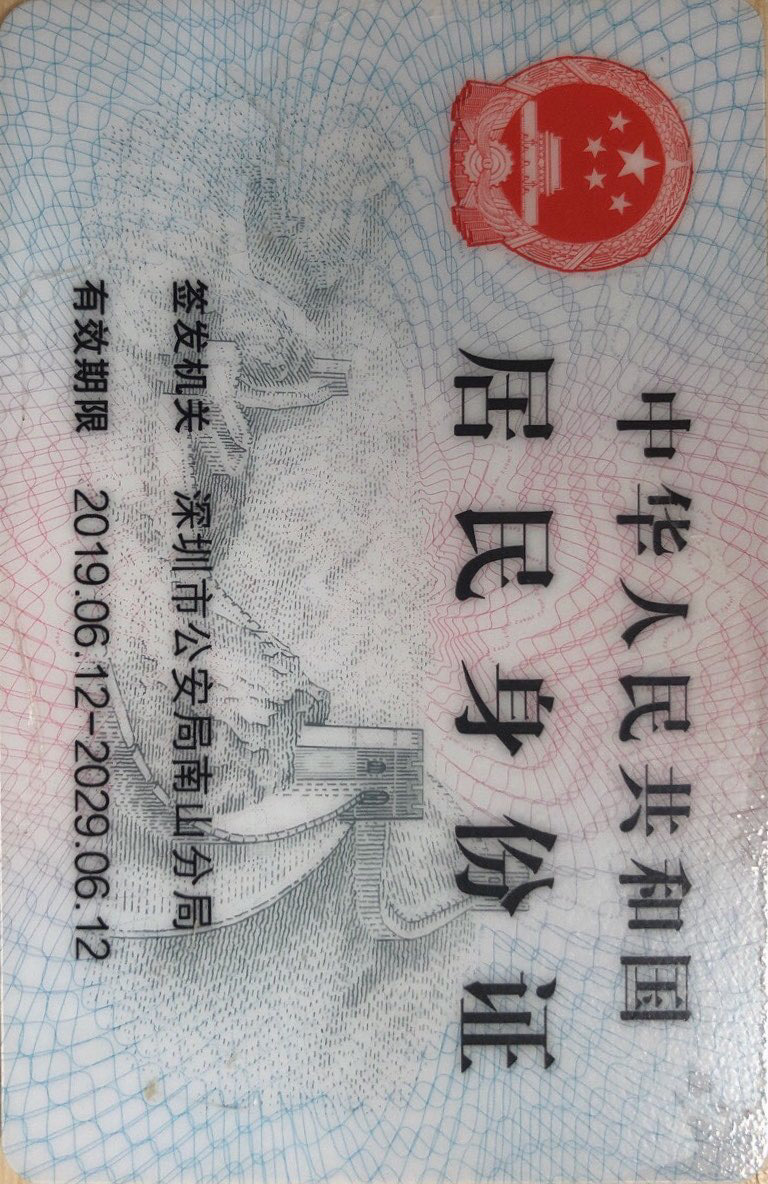 中华人民共和国
居民身份证
签发机关 深圳市公安局南山分局
有效期限 2019.06.12-2029.06.12